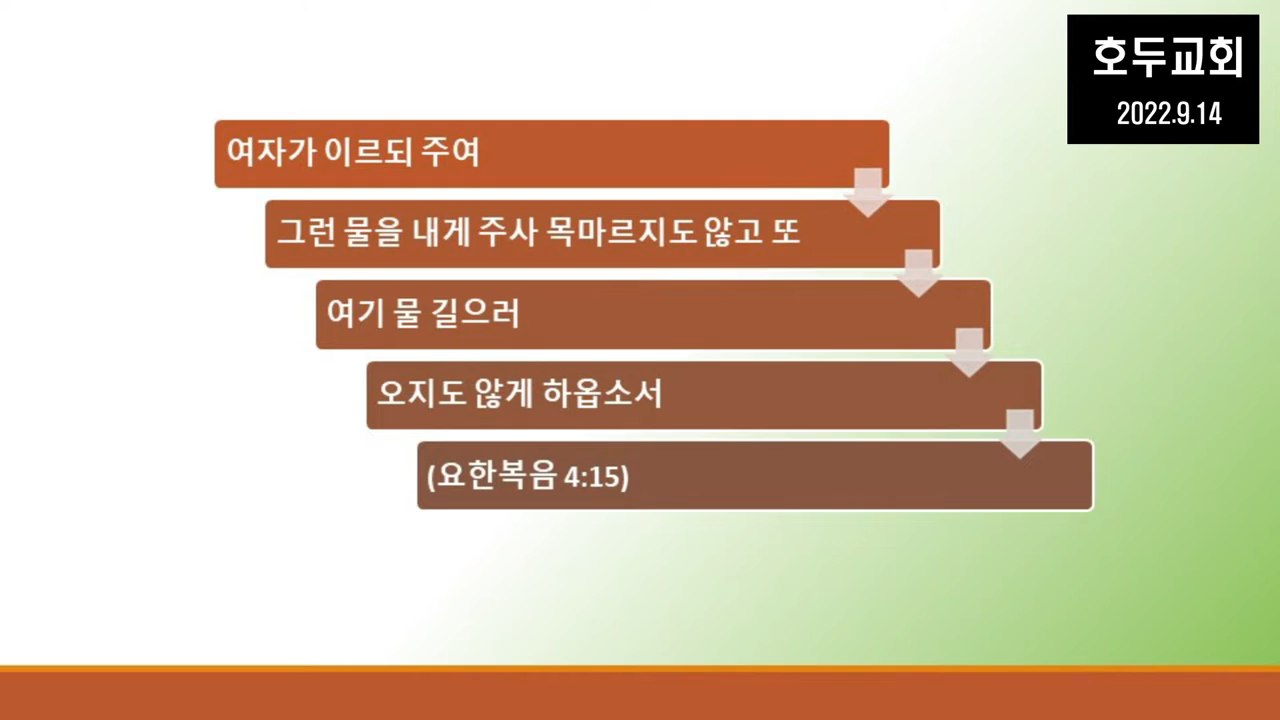 호두교회
2022.9.14
여자가 이르되 주여
그런 물을 내게 주사 목마르지도 않고 또
여기 물 길으러
오지도 않게 하옵소서
(요한복음 4:15)